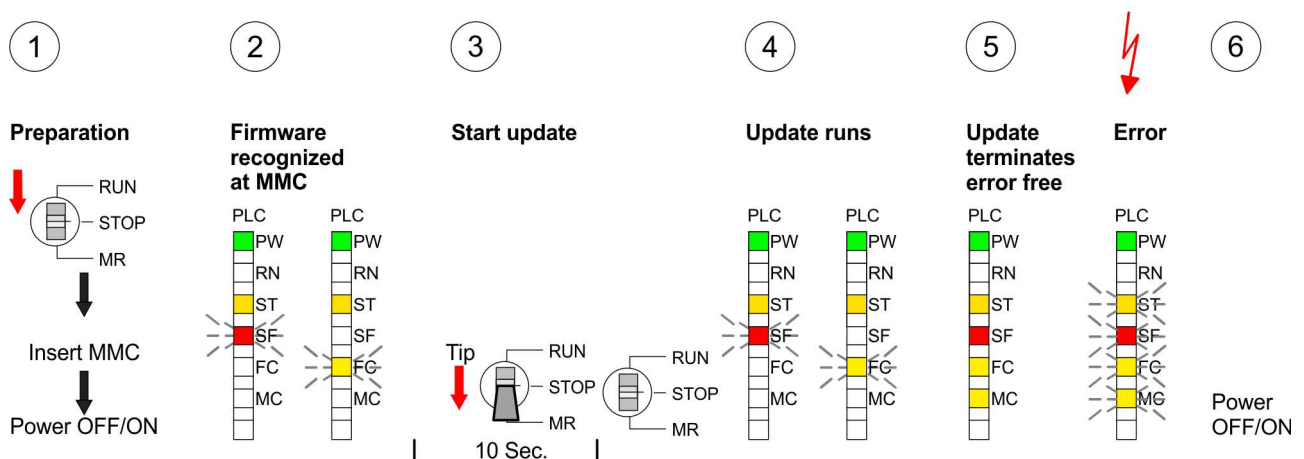 1
2
3
4
5
6
Preparation
RUN
STOP
MR
Insert MMC
Power OFF/ON
Firmware
recognized
at MMC
PLC
PW
RN
ST
SF
FC
MC
PLC
PW
RN
ST
SF
FC
MC
Start update
Tip
RUN
STOP
MR
10 Sec.
RUN
STOP
MR
Update runs
PLC
PW
RN
ST
SF
FC
MC
PLC
PW
RN
ST
SF
FC
MC
Update
terminates
error free
PLC
PW
RN
ST
SF
FC
MC
Error
PLC
PW
RN
ST
SF
FC
MC
Power
OFF/ON